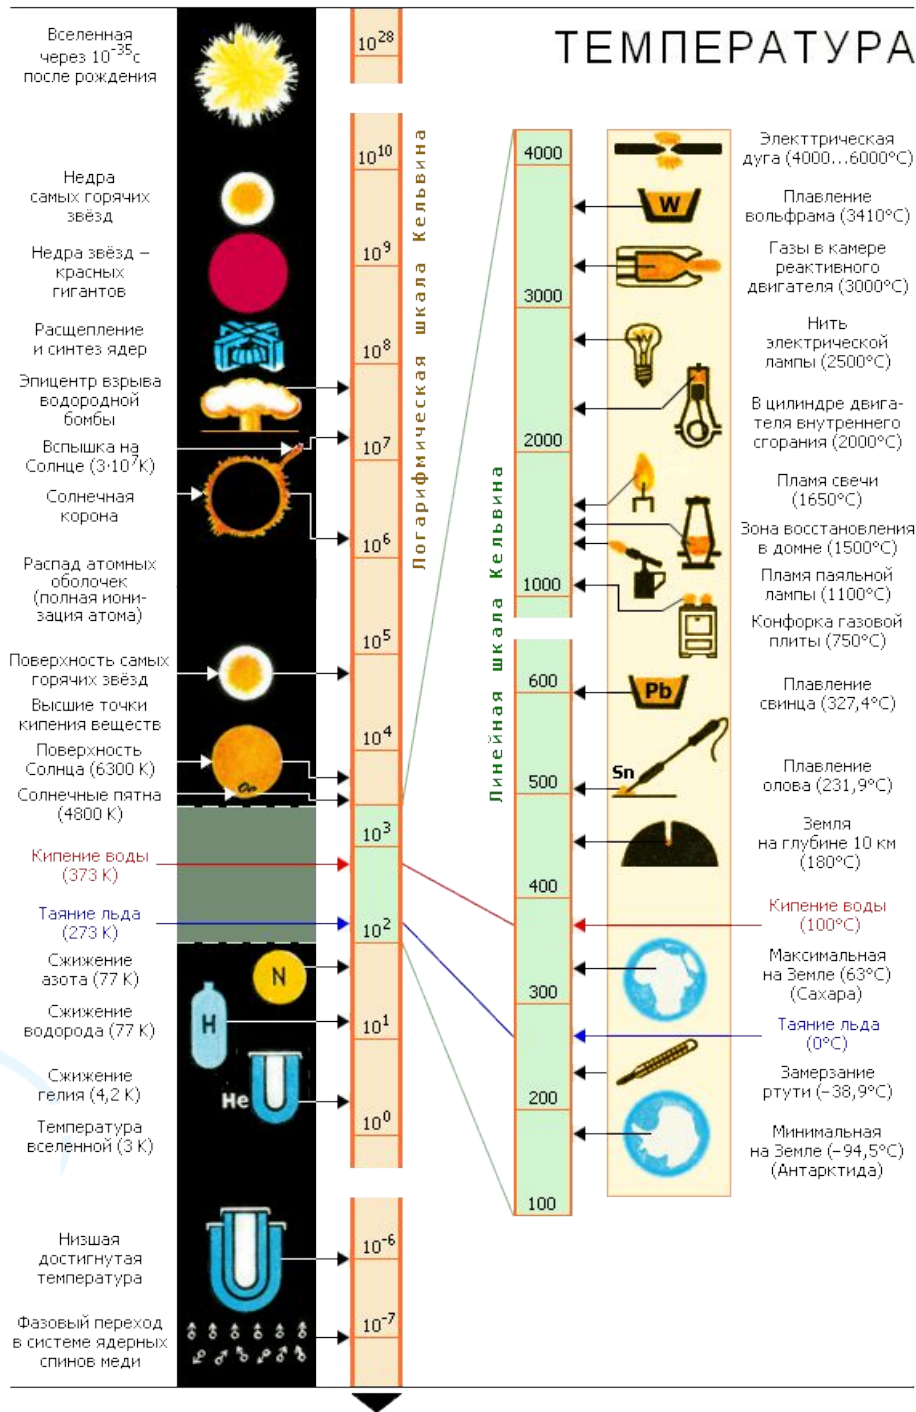 ТЕМПЕРАТУРА
Вселенная
через 10⁻³⁵с
после рождения
Недра
самых горячих
звёзд
Недра звёзд –
красных
гигантов
Расщепление
и синтез ядер
Эпицентр взрыва
водородной
бомбы
Вспышка на
Солнце (3·10⁷К)
Солнечная
корона
Распад атомных
оболочек
(полная иони-
зация атома)
Поверхность самых
горячих звёзд
Высшие точки
кипения веществ
Поверхность
Солнца (6300 К)
Солнечные пятна
(4800 К)
Кипение воды
(373 К)
Таяние льда
(273 К)
Сжижение
азота (77 К)
Сжижение
водорода (77 К)
Сжижение
гелия (4,2 К)
Температура
вселенной (3 К)
Низшая
достигнутая
температура
Фазовый переход
в системе ядерных
спинов меди
N
H
He
10²⁸
10¹⁰
10⁹
10⁸
10⁷
10⁶
10⁵
10⁴
10³
10²
10¹
10⁰
10⁻⁶
10⁻⁷
Логарифмическая шкала Кельвина
Линейная шкала Кельвина
4000
3000
2000
1000
600
500
400
300
200
100
W
Pb
Sn
Электтрическая
дуга (4000...6000°C)
Плавление
вольфрама (3410°C)
Газы в камере
реактивного
двигателя (3000°C)
Нить
электрической
лампы (2500°C)
В цилиндре двига-
теля внутреннего
сгорания (2000°C)
Пламя свечи
(1650°C)
Зона восстановления
в домне (1500°C)
Пламя паяльной
лампы (1100°C)
Конфорка газовой
плиты (750°C)
Плавление
свинца (327,4°C)
Плавление
олова (231,9°C)
Земля
на глубине 10 км
(180°C)
Кипение воды
(100°C)
Максимальная
на Земле (63°C)
(Сахара)
Таяние льда
(0°C)
Замерзание
ртути (–38,9°C)
Минимальная
на Земле (–94,5°C)
(Антарктида)